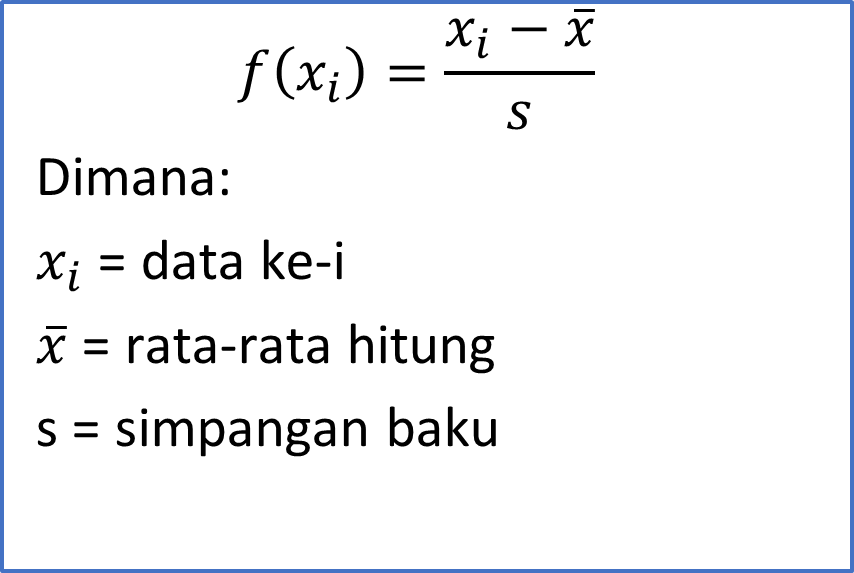 f(xᵢ) = (xᵢ − x̄) / s
Dimana:
xᵢ = data ke-i
x̄ = rata-rata hitung
s = simpangan baku